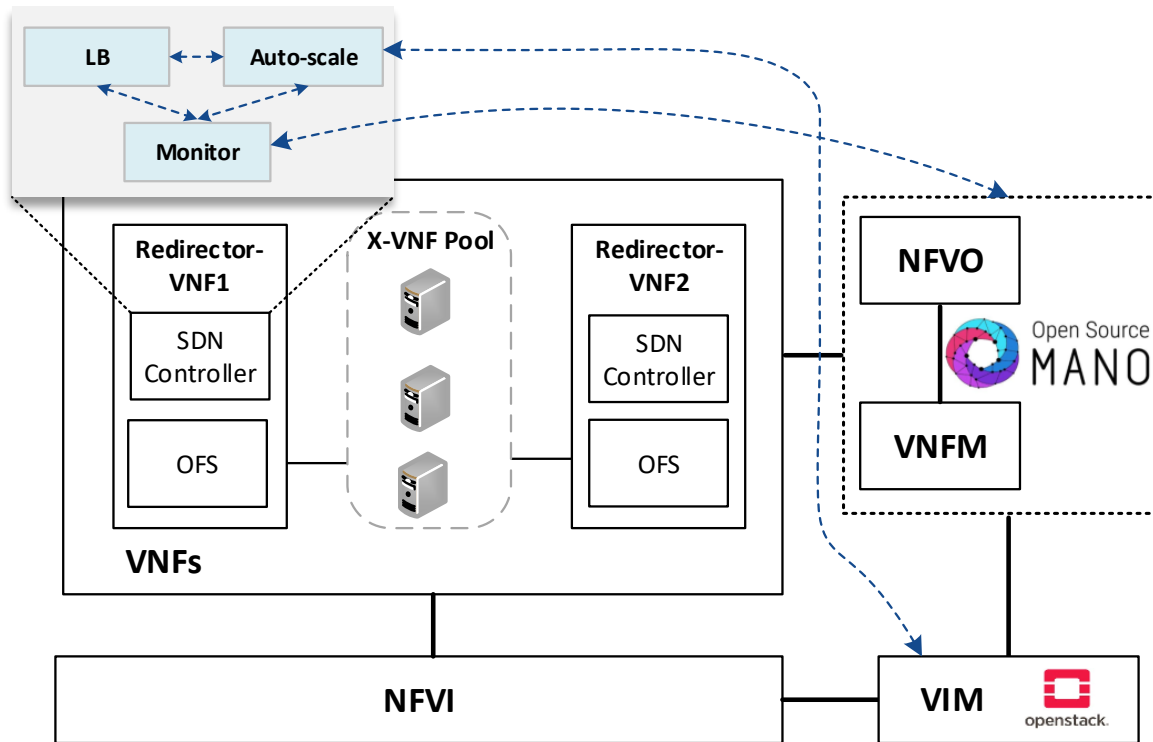 LB
Auto-scale
Monitor
Redirector-
VNF1
SDN
Controller
OFS
X-VNF Pool
Redirector-
VNF2
SDN
Controller
OFS
VNFs
NFVO
Open Source
MANO
VNFM
NFVI
VIM
openstack.